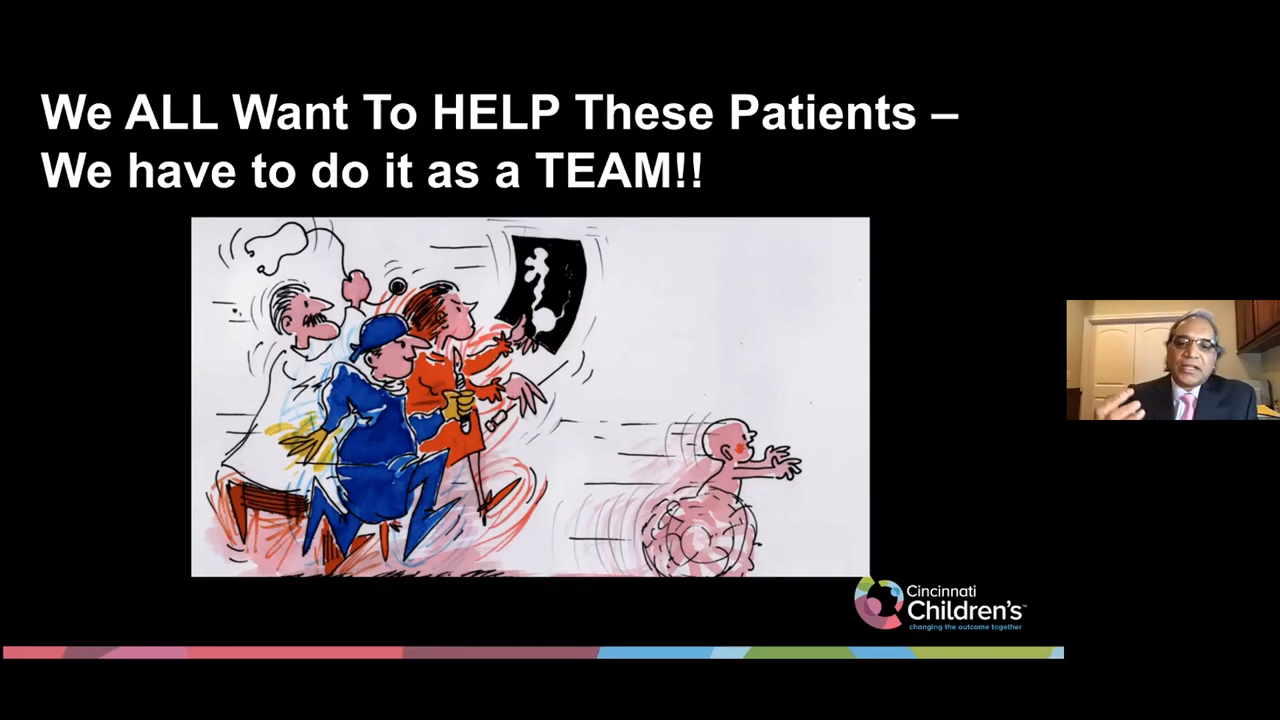 We ALL Want To HELP These Patients –
We have to do it as a TEAM!!
Cincinnati
Children's™
changing the outcome together